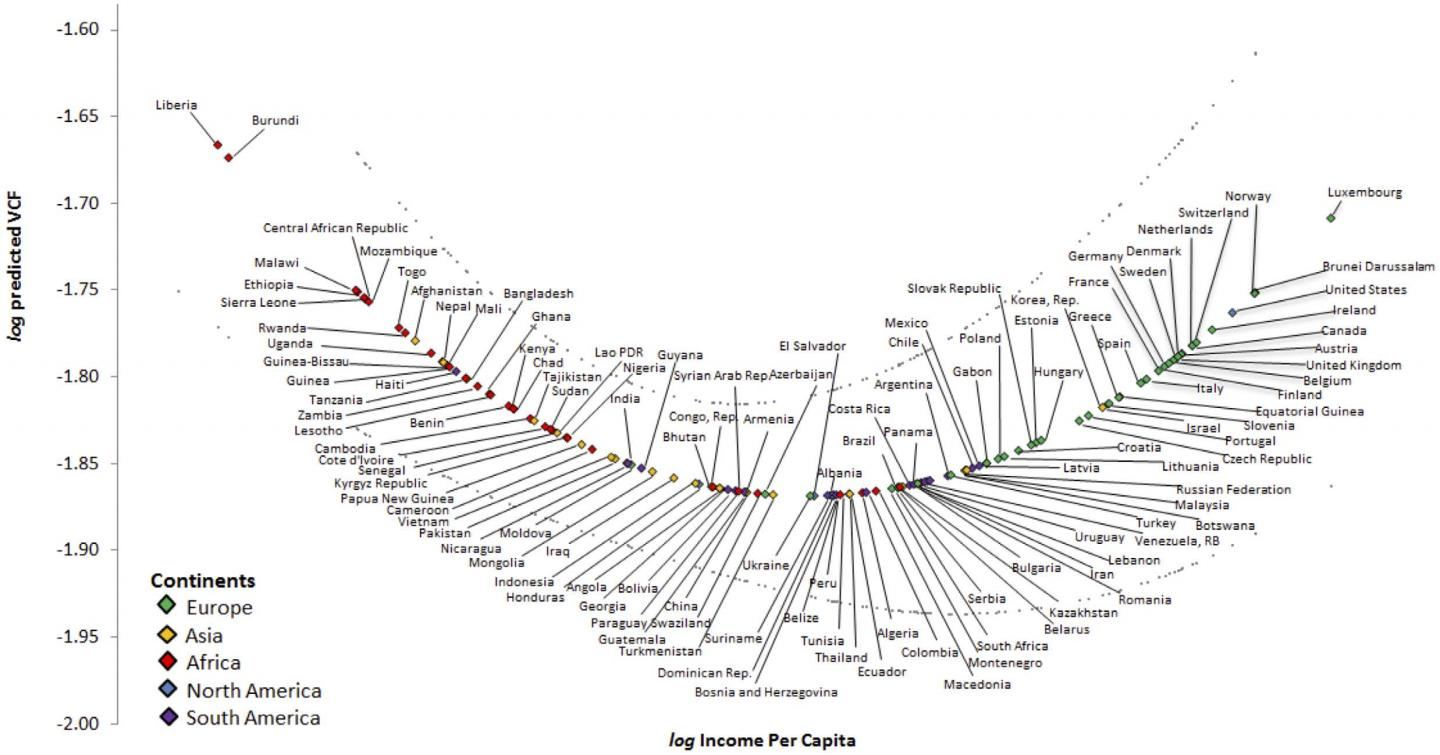 -1.60
-1.65
-1.70
-1.75
-1.80
-1.85
-1.90
-1.95
-2.00
log predicted VCF
log Income Per Capita
Liberia
Burundi
Central African Republic
Mozambique
Malawi
Togo
Ethiopia
Afghanistan
Sierra Leone
Nepal
Mali
Bangladesh
Rwanda
Ghana
Uganda
Guinea-Bissau
Kenya
Chad
Lao PDR
Nigeria
Guyana
El Salvador
Guinea
Haiti
Tajikistan
Syrian Arab Rep.
Azerbaijan
Tanzania
Sudan
India
Zambia
Benin
Congo, Rep.
Armenia
Lesotho
Bhutan
Cambodia
Cote d'Ivoire
Senegal
Kyrgyz Republic
Papua New Guinea
Cameroon
Vietnam
Pakistan
Moldova
Nicaragua
Iraq
Mongolia
Indonesia
Angola
Bolivia
Honduras
Georgia
China
Paraguay
Swaziland
Guatemala
Suriname
Turkmenistan
Dominican Rep.
Bosnia and Herzegovina
Ukraine
Peru
Belize
Tunisia
Thailand
Ecuador
Algeria
Colombia
Macedonia
Montenegro
South Africa
Serbia
Belarus
Kazakhstan
Bulgaria
Romania
Iran
Lebanon
Uruguay
Venezuela, RB
Turkey
Botswana
Malaysia
Russian Federation
Lithuania
Latvia
Croatia
Albania
Brazil
Panama
Costa Rica
Argentina
Chile
Mexico
Gabon
Poland
Slovak Republic
Estonia
Korea, Rep.
Hungary
Greece
Spain
France
Germany
Sweden
Denmark
Netherlands
Switzerland
Norway
Luxembourg
Brunei Darussalam
United States
Ireland
Canada
Austria
United Kingdom
Belgium
Italy
Finland
Equatorial Guinea
Slovenia
Israel
Portugal
Czech Republic
Continents
Europe
Asia
Africa
North America
South America